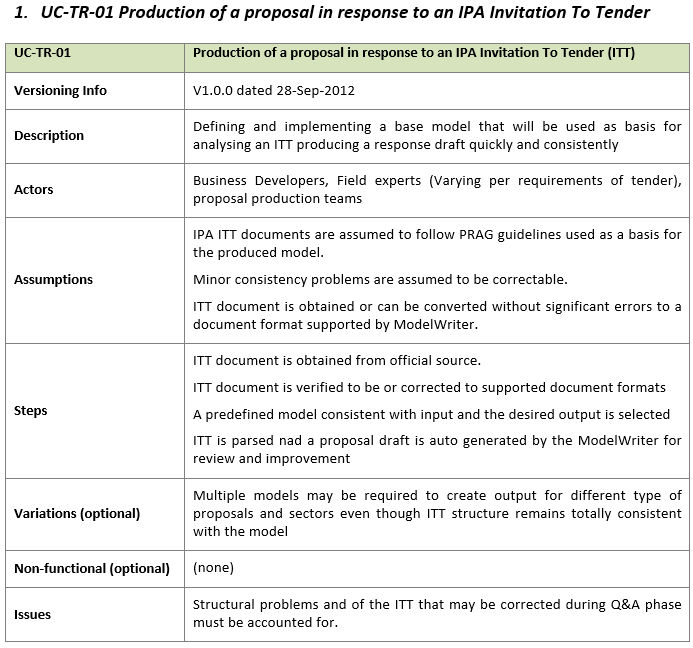 1. UC-TR-01 Production of a proposal in response to an IPA Invitation To Tender
UC-TR-01
Production of a proposal in response to an IPA Invitation To Tender (ITT)
Versioning Info
V1.0.0 dated 28-Sep-2012
Description
Defining and implementing a base model that will be used as basis for
analysing an ITT producing a response draft quickly and consistently
Actors
Business Developers, Field experts (Varying per requirements of tender),
proposal production teams
Assumptions
IPA ITT documents are assumed to follow PRAG guidelines used as a basis for
the produced model.
Minor consistency problems are assumed to be correctable.
ITT document is obtained or can be converted without significant errors to a
document format supported by ModelWriter.
Steps
ITT document is obtained from official source.
ITT document is verified to be or corrected to supported document formats
A predefined model consistent with input and the desired output is selected
ITT is parsed nad a proposal draft is auto generated by the ModelWriter for
review and improvement
Variations (optional)
Multiple models may be required to create output for different type of
proposals and sectors even though ITT structure remains totally consistent
with the model
Non-functional (optional)
(none)
Issues
Structural problems and of the ITT that may be corrected during Q&A phase
must be accounted for.